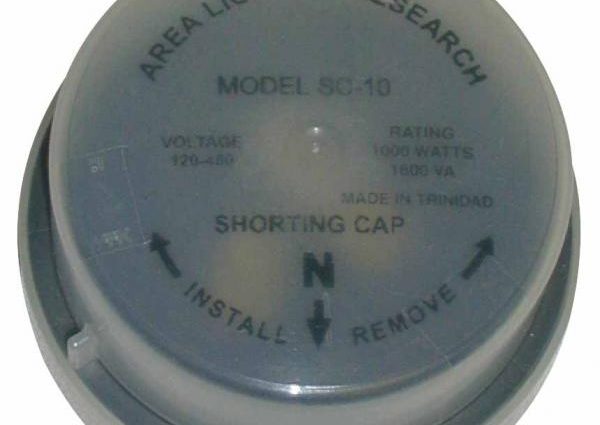 AREA LIGHTING RESEARCH
MODEL SC-10
VOLTAGE
120-480
RATING
1000 WATTS
1800 VA
MADE IN TRINIDAD
SHORTING CAP
N
INSTALL
REMOVE